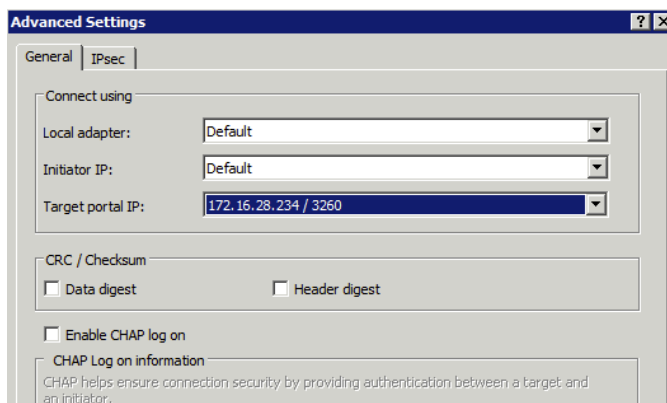 Advanced Settings
General IPsec
Connect using
Local adapter: Default
Initiator IP: Default
Target portal IP: 172.16.28.234 / 3260
CRC / Checksum
Data digest Header digest
Enable CHAP log on
CHAP Log on information
CHAP helps ensure connection security by providing authentication between a target and
an initiator.